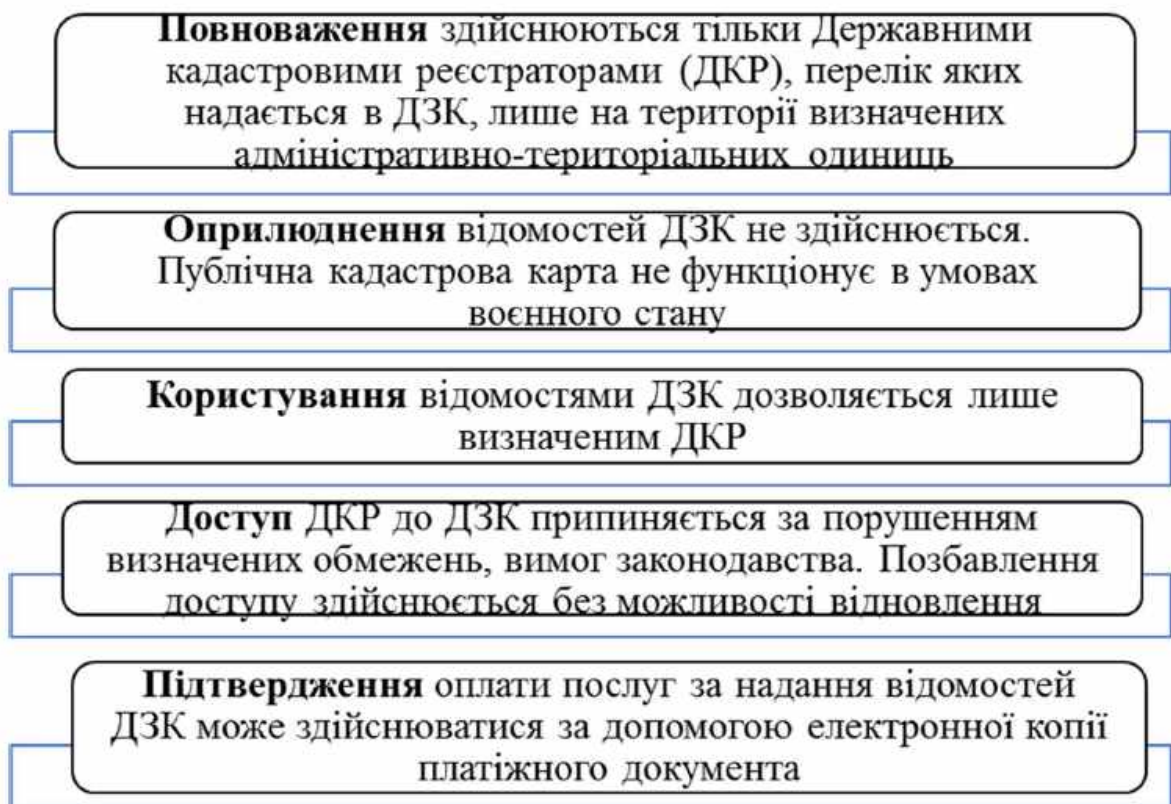 Повноваження здійснюються тільки Державними
кадастровими реєстраторами (ДКР), перелік яких
надається в ДЗК, лише на території визначених
адміністративно-територіальних одиниць
Оприлюднення відомостей ДЗК не здійснюється.
Публічна кадастрова карта не функціонує в умовах
воєнного стану
Користування відомостями ДЗК дозволяється лише
визначеним ДКР
Доступ ДКР до ДЗК припиняється за порушенням
визначених обмежень, вимог законодавства. Позбавлення
доступу здійснюється без можливості відновлення
Підтвердження оплати послуг за надання відомостей
ДЗК може здійснюватися за допомогою електронної копії
платіжного документа